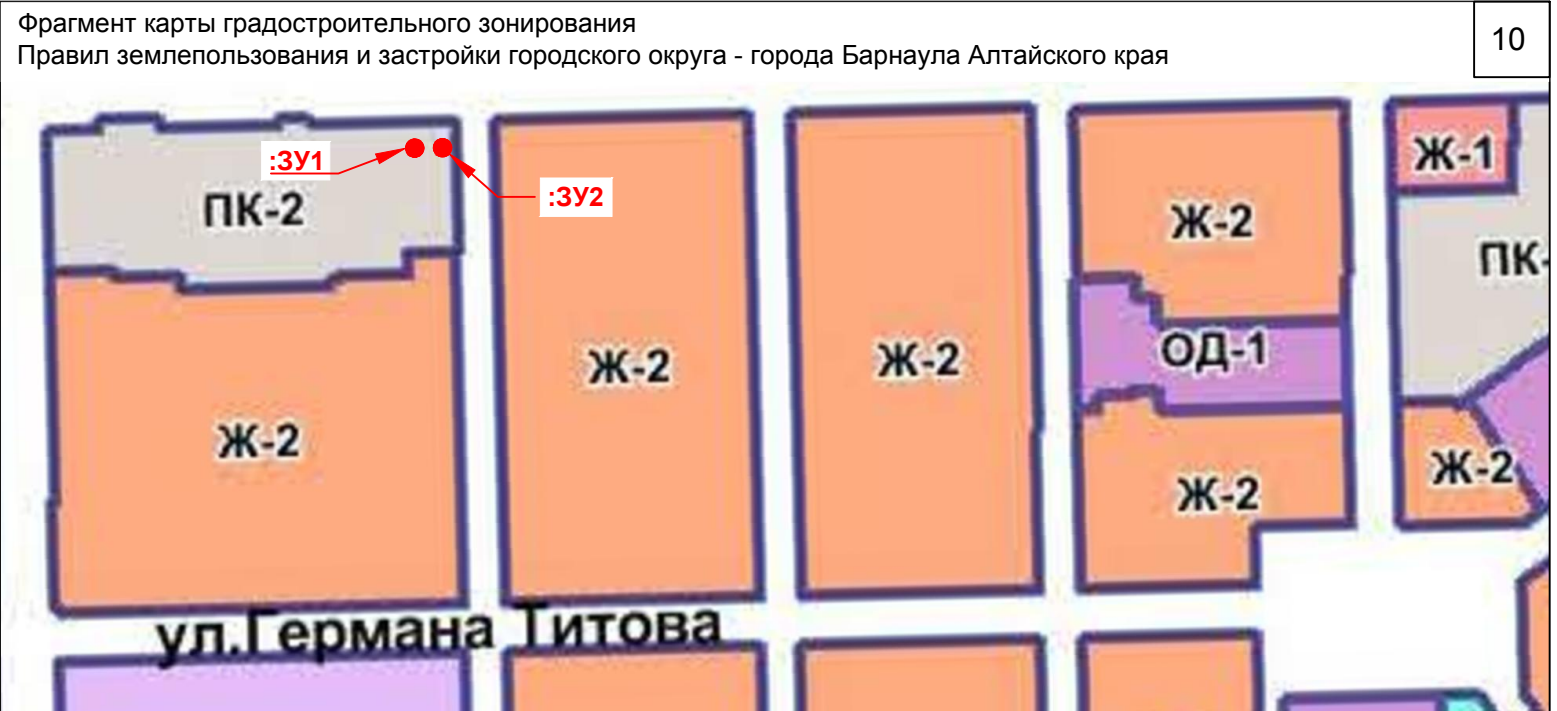 Фрагмент карты градостроительного зонирования
Правил землепользования и застройки городского округа - города Барнаула Алтайского края
10
:ЗУ1
:ЗУ2
ПК-2
Ж-2
Ж-2
Ж-2
Ж-2
ОД-1
Ж-2
Ж-1
ПК-
Ж-2
ул.Германа Титова